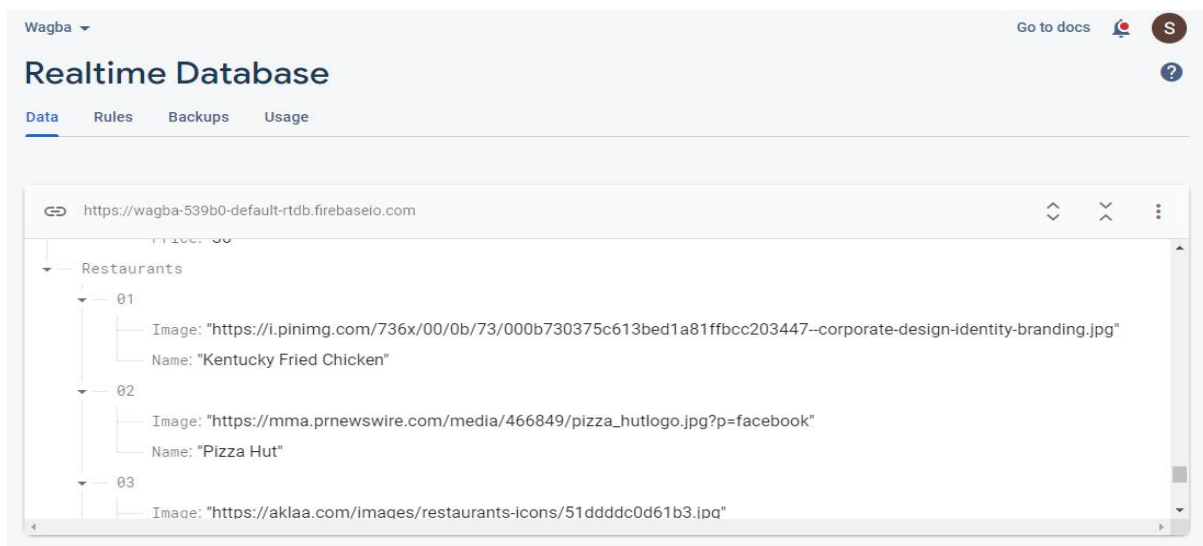 Wagba
Go to docs
S
Realtime Database
?
Data Rules Backups Usage
https://wagba-539b0-default-rtdb.firebaseio.com
Restaurants
01
Image: "https://i.pinimg.com/736x/00/0b/73/000b730375c613bed1a81ffbcc203447--corporate-design-identity-branding.jpg"
Name: "Kentucky Fried Chicken"
02
Image: "https://mma.prnewswire.com/media/466849/pizza_hutlogo.jpg?p=facebook"
Name: "Pizza Hut"
03
Image: "https://aklaa.com/images/restaurants-icons/51ddddc0d61b3.jpg"